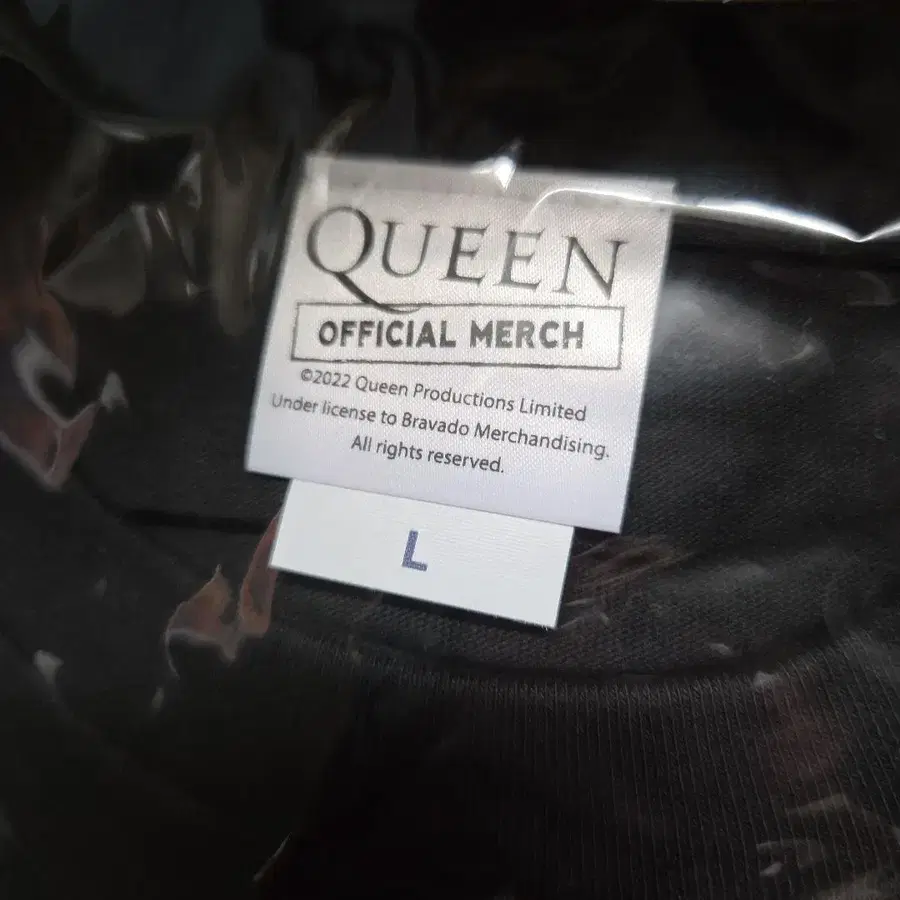 QUEEN
OFFICIAL MERCH
©2022 Queen Productions Limited
Under license to Bravado Merchandising.
All rights reserved.
L